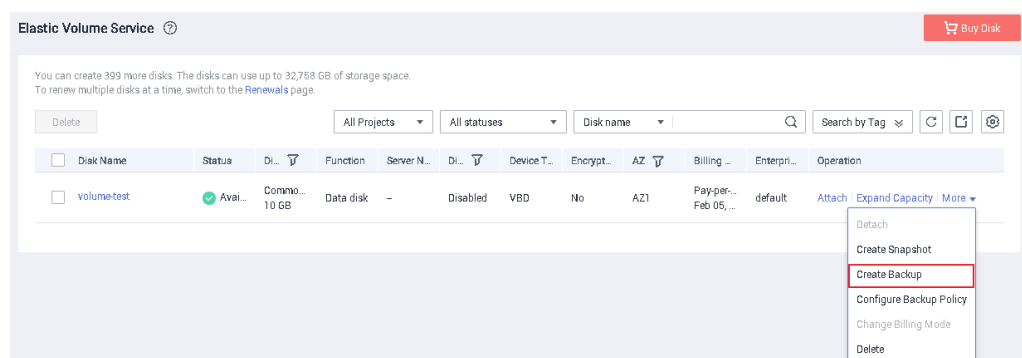 Elastic Volume Service
Buy Disk
You can create 399 more disks. The disks can use up to 32,758 GB of storage space.
To renew multiple disks at a time, switch to the Renewals page.
Delete
All Projects
All statuses
Disk name
Search by Tag
Disk Name Status Di... Function Server N... Di... Device T... Encrypt... AZ Billing ... Enterpri... Operation
volume-test Avai... Commo... Data disk – Disabled VBD No AZ1 Pay-per-... default Attach Expand Capacity More
10 GB Feb 05, ...
Detach
Create Snapshot
Create Backup
Configure Backup Policy
Change Billing Mode
Delete